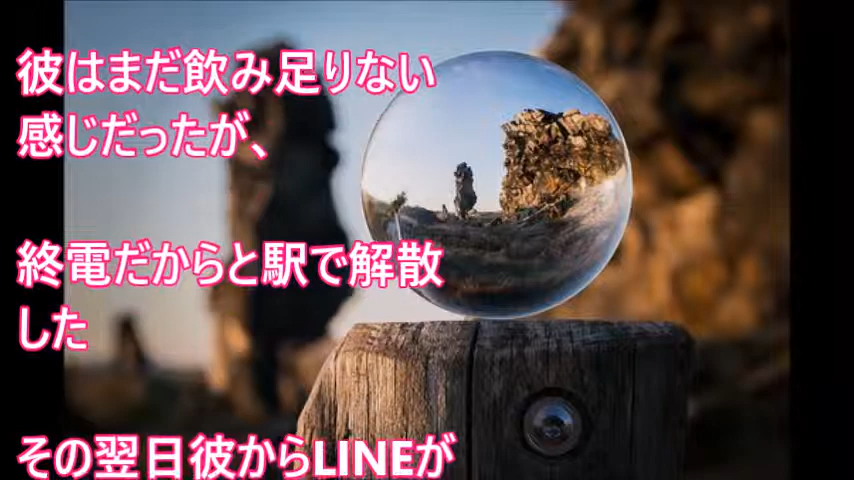 彼はまだ飲み足りない
感じだったが、
終電だからと駅で解散
した
その翌日彼からLINEが